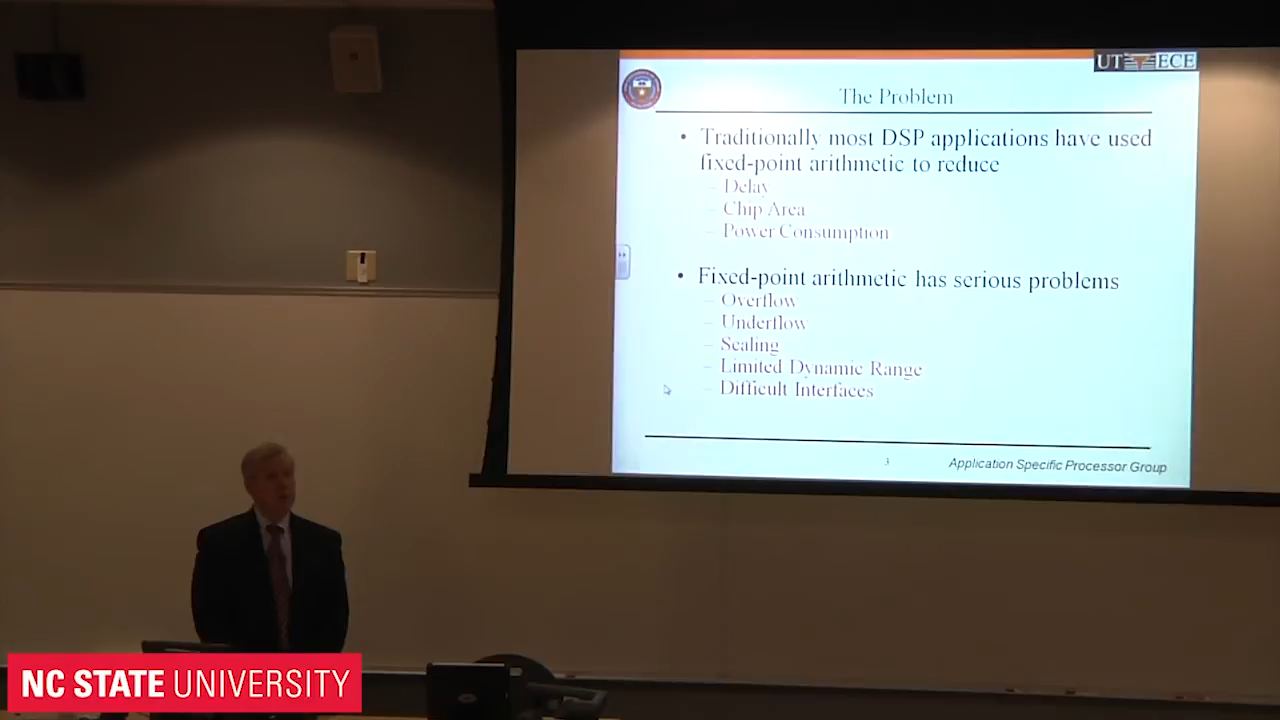 UT ECE
The Problem
• Traditionally most DSP applications have used
fixed-point arithmetic to reduce
– Delay
– Chip Area
– Power Consumption
• Fixed-point arithmetic has serious problems
– Overflow
– Underflow
– Scaling
– Limited Dynamic Range
– Difficult Interfaces
3
Application Specific Processor Group
NC STATE UNIVERSITY